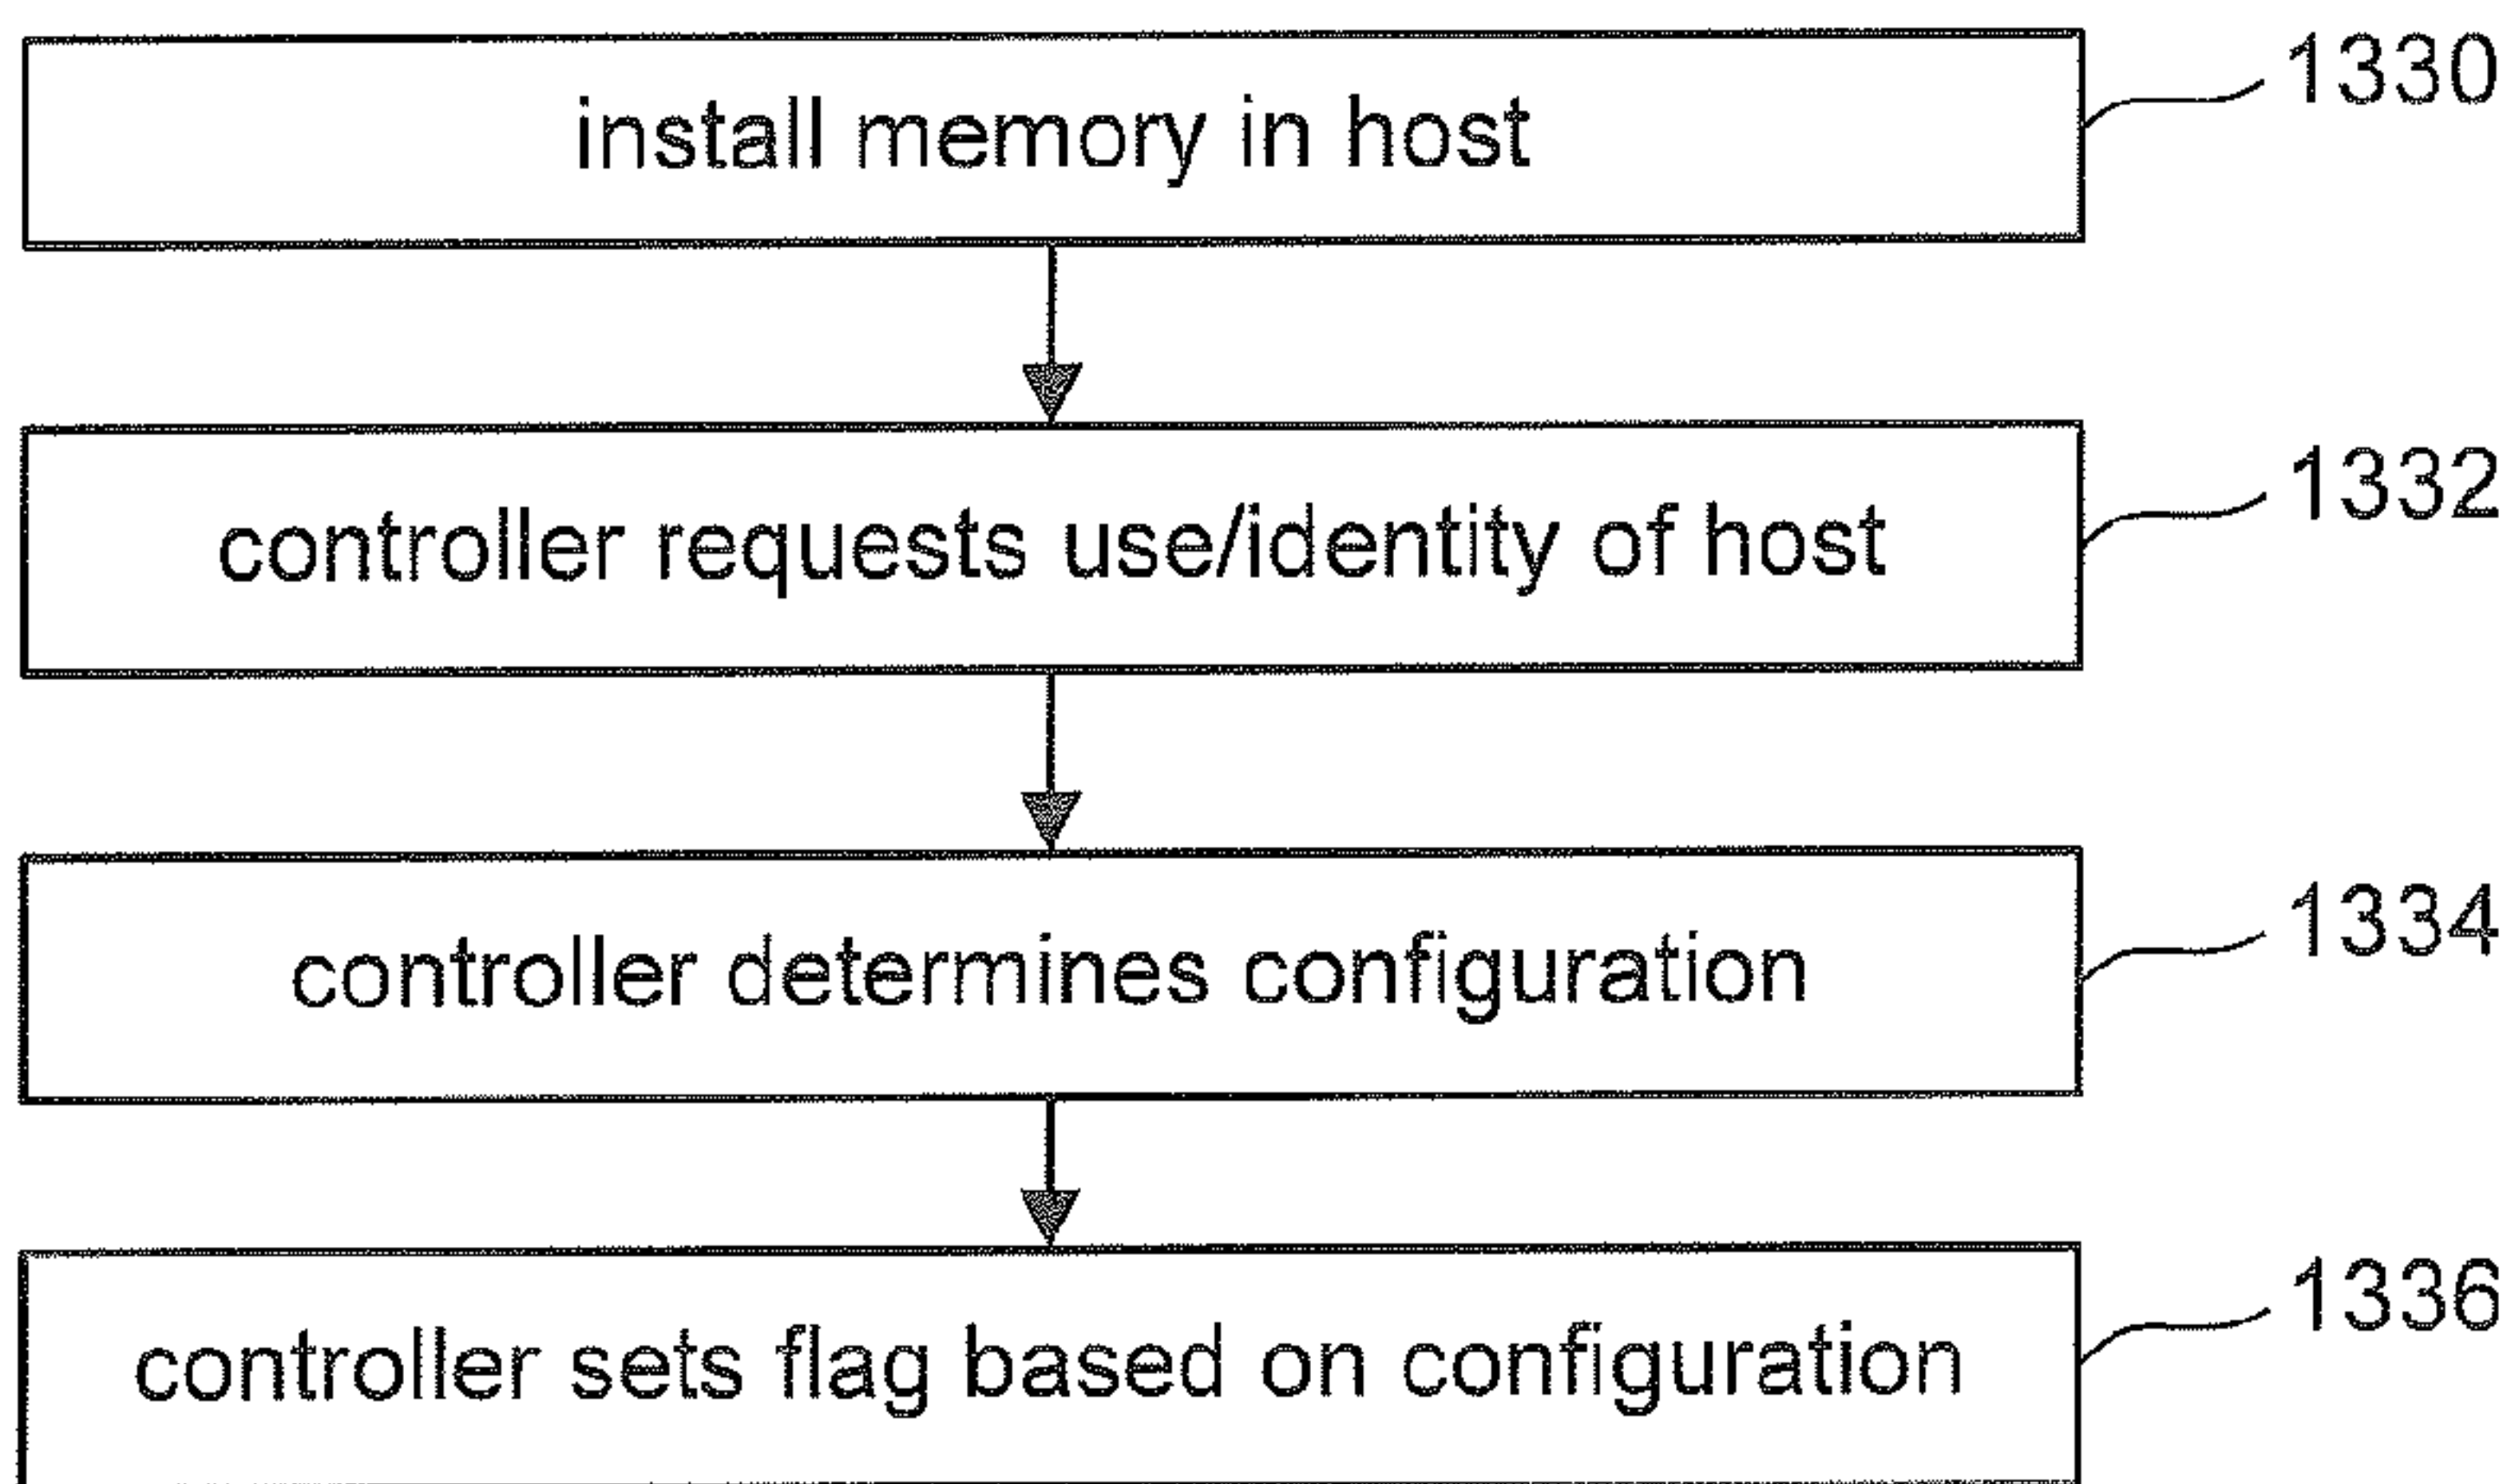 install memory in host
1330
controller requests use/identity of host
1332
controller determines configuration
1334
controller sets flag based on configuration
1336